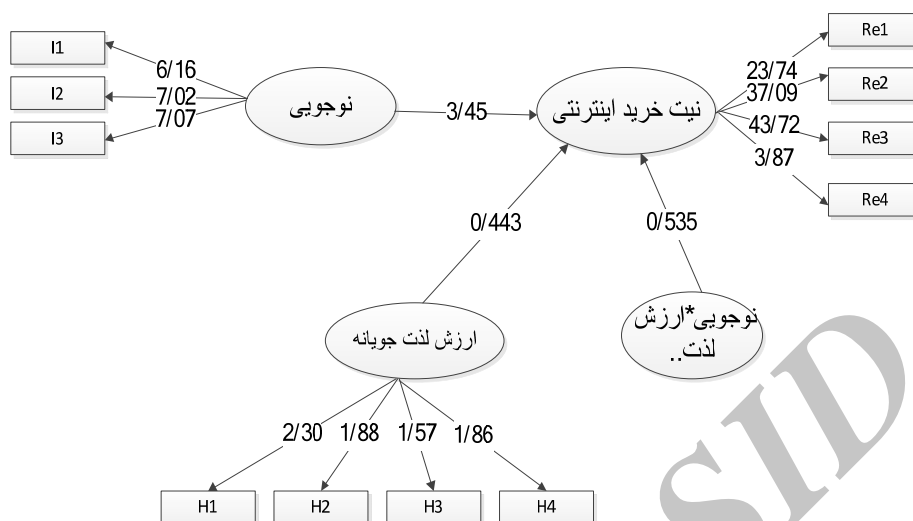 I1
I2
I3
6/16
7/02
7/07
نوجویی
3/45
نیت خرید اینترنتی
23/74
37/09
43/72
3/87
Re1
Re2
Re3
Re4
0/443
0/535
ارزش لذت جویانه
نوجویی*ارزش
لذت..
2/30
1/88
1/57
1/86
H1
H2
H3
H4
SID